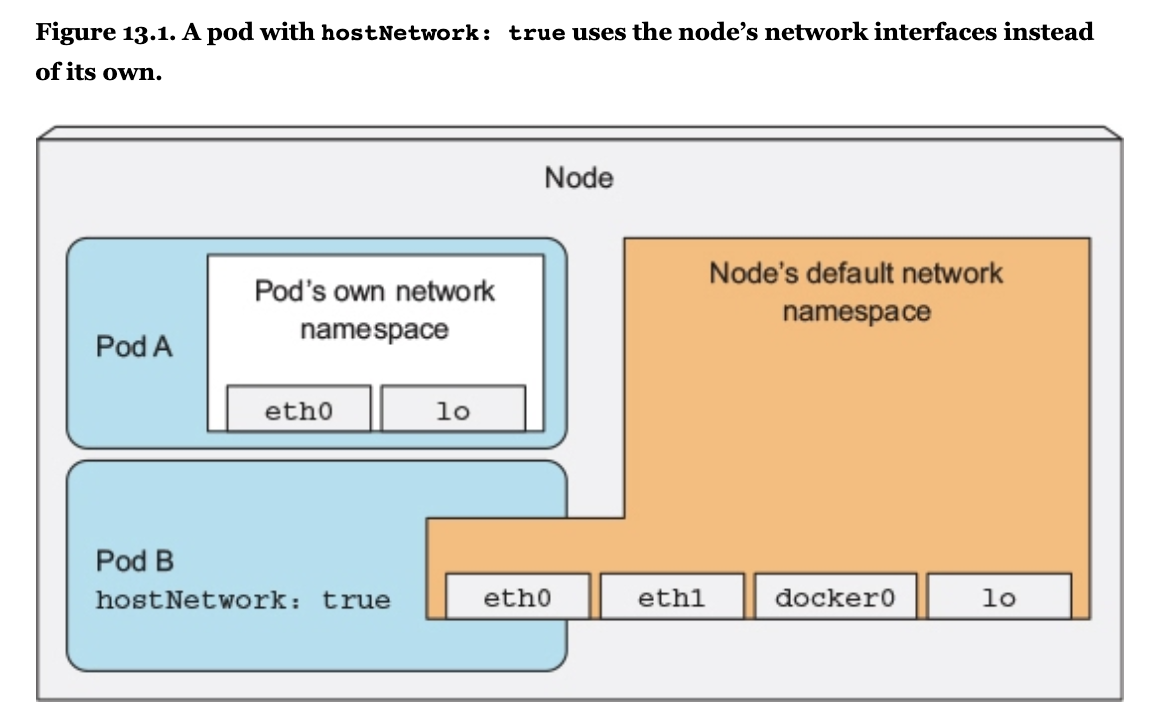 Figure 13.1. A pod with hostNetwork: true uses the node’s network interfaces instead
of its own.
Node
Pod A
Pod’s own network
namespace
eth0
lo
Node’s default network
namespace
Pod B
hostNetwork: true
eth0
eth1
docker0
lo